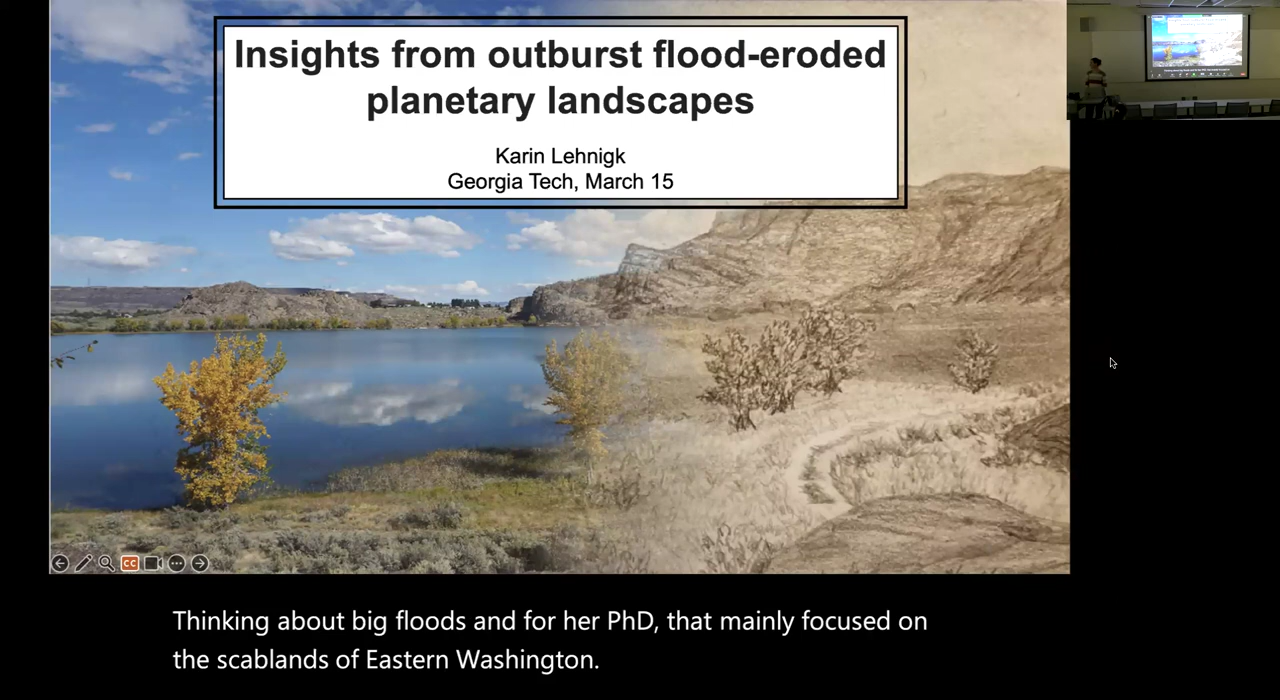 Insights from outburst flood-eroded
planetary landscapes
Karin Lehnigk
Georgia Tech, March 15
CC
Thinking about big floods and for her PhD, that mainly focused on
the scablands of Eastern Washington.